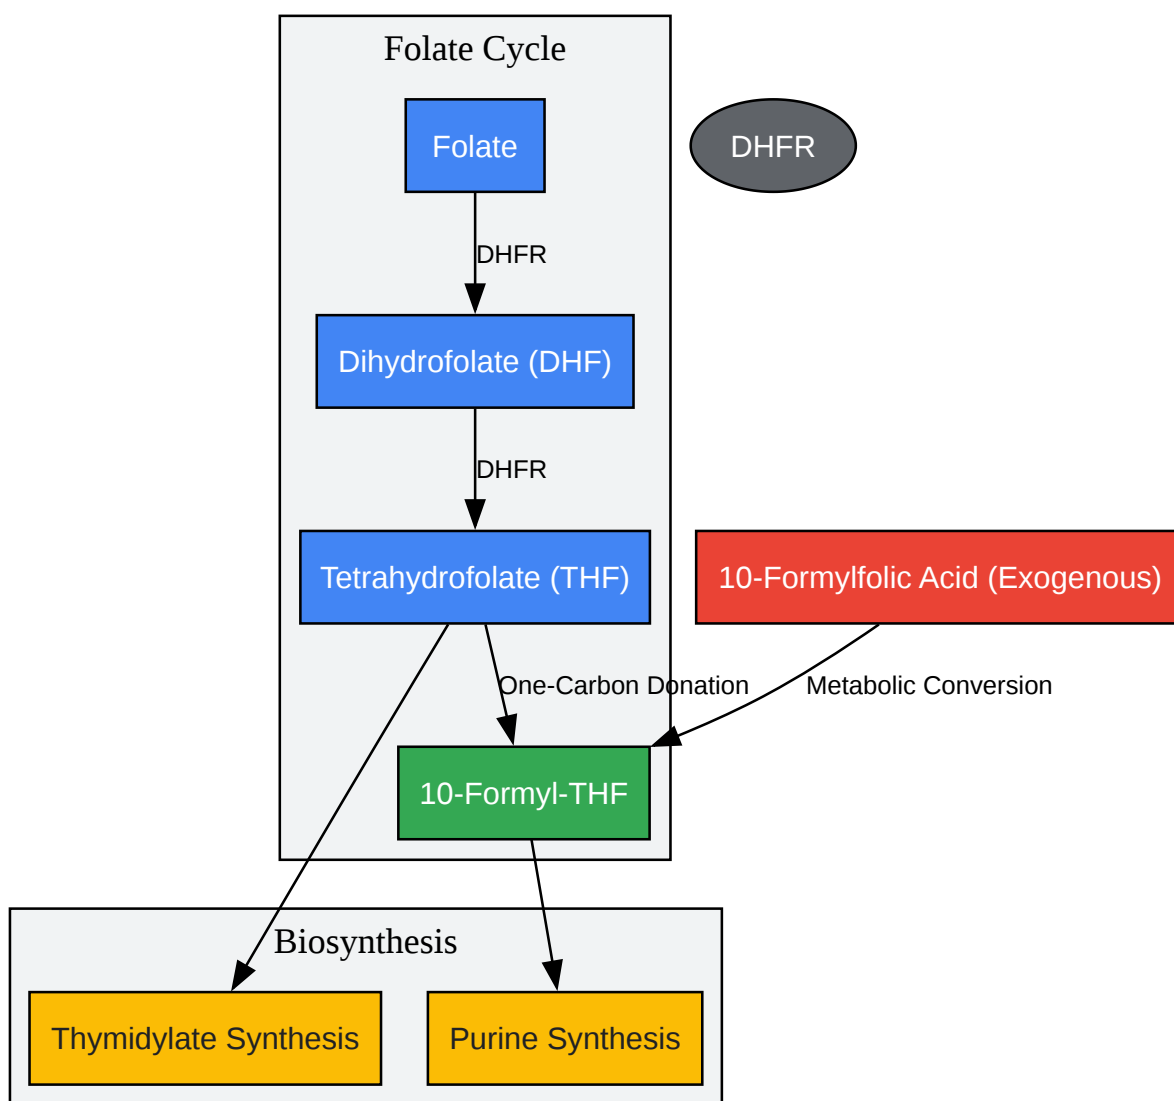 Folate Cycle
Folate
DHFR
DHFR
Dihydrofolate (DHF)
DHFR
Tetrahydrofolate (THF)
10-Formylfolic Acid (Exogenous)
One-Carbon Donation
Metabolic Conversion
10-Formyl-THF
Biosynthesis
Thymidylate Synthesis
Purine Synthesis